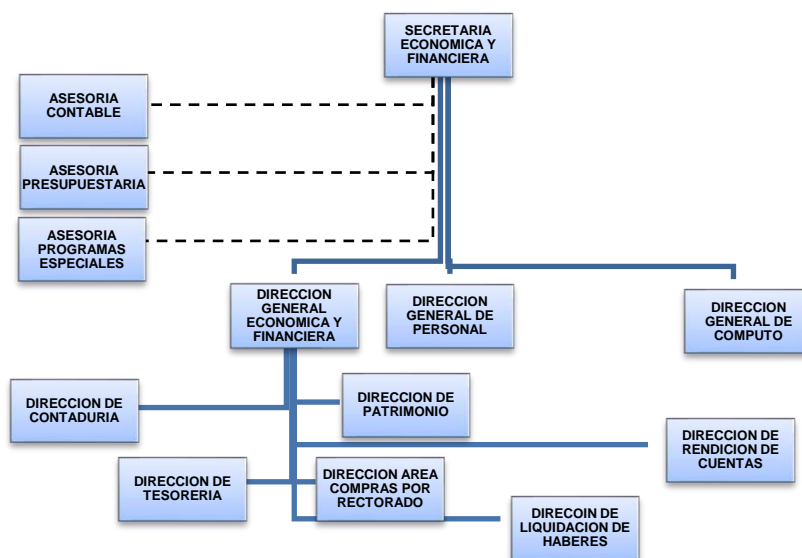 SECRETARIA
ECONOMICA Y
FINANCIERA
ASESORIA
CONTABLE
ASESORIA
PRESUPUESTARIA
ASESORIA
PROGRAMAS
ESPECIALES
DIRECCION
GENERAL
ECONOMICA Y
FINANCIERA
DIRECCION
GENERAL DE
PERSONAL
DIRECCION
GENERAL DE
COMPUTO
DIRECCION DE
CONTADURIA
DIRECCION DE
PATRIMONIO
DIRECCION DE
RENDICION DE
CUENTAS
DIRECCION DE
TESORERIA
DIRECCION AREA
COMPRAS POR
RECTORADO
DIRECOIN DE
LIQUIDACION DE
HABERES